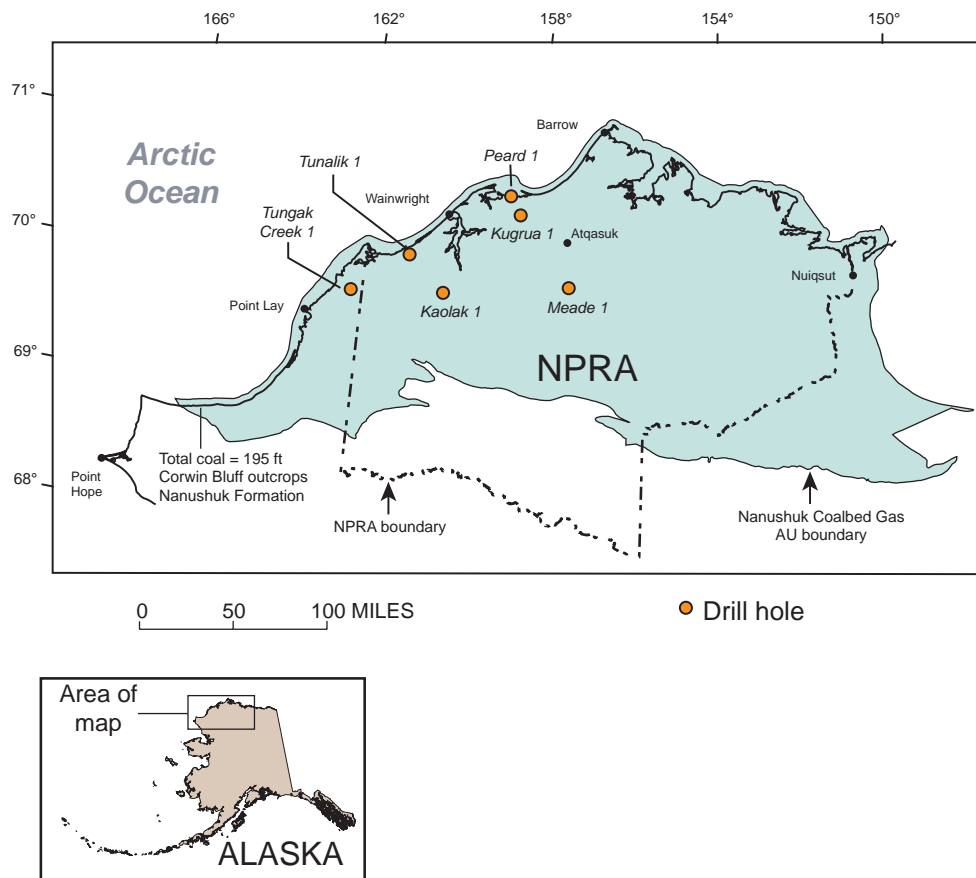 166°
162°
158°
154°
150°
71°
70°
69°
68°
Arctic
Ocean
Barrow
Peard 1
Tunalik 1
Wainwright
Tungak
Creek 1
Kugrua 1
Atqasuk
Nuiqsut
Point Lay
Kaolak 1
Meade 1
NPRA
Total coal = 195 ft
Corwin Bluff outcrops
Nanushuk Formation
Point
Hope
NPRA boundary
Nanushuk Coalbed Gas
AU boundary
0
50
100 MILES
Drill hole
Area of
map
ALASKA